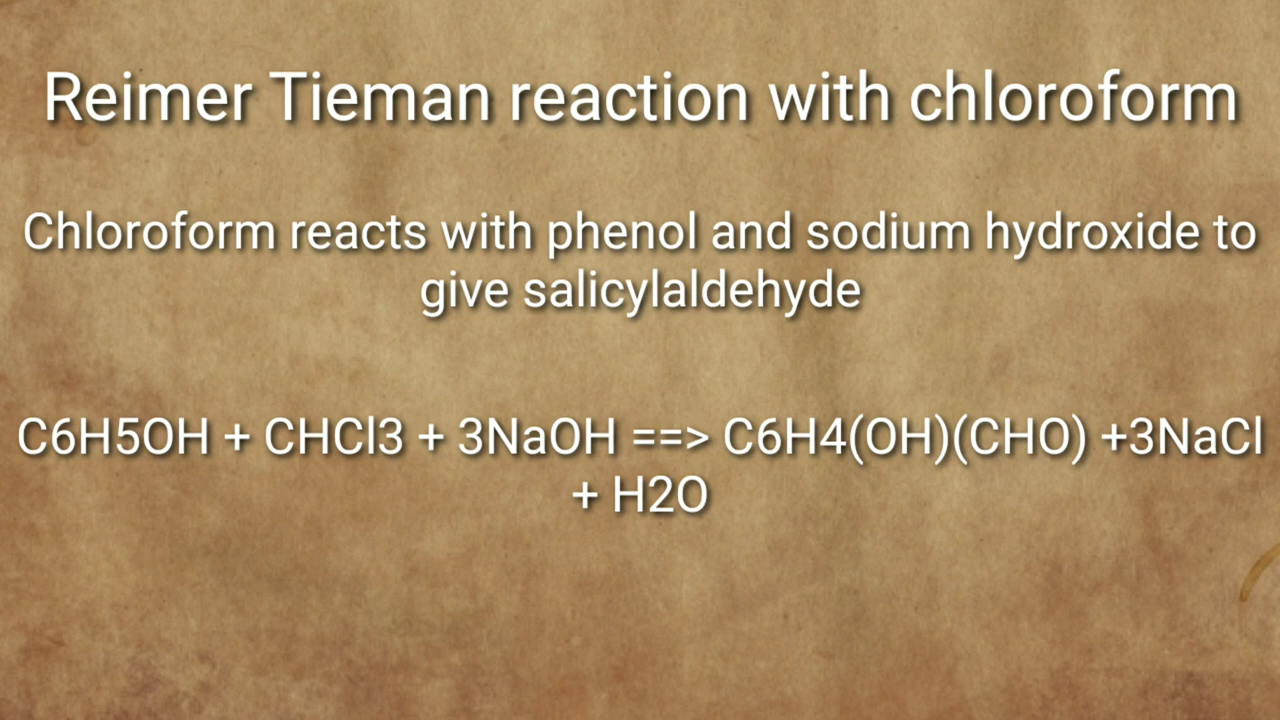 Reimer Tieman reaction with chloroform
Chloroform reacts with phenol and sodium hydroxide to
give salicylaldehyde
C6H5OH + CHCl3 + 3NaOH ==> C6H4(OH)(CHO) +3NaCl
+ H2O